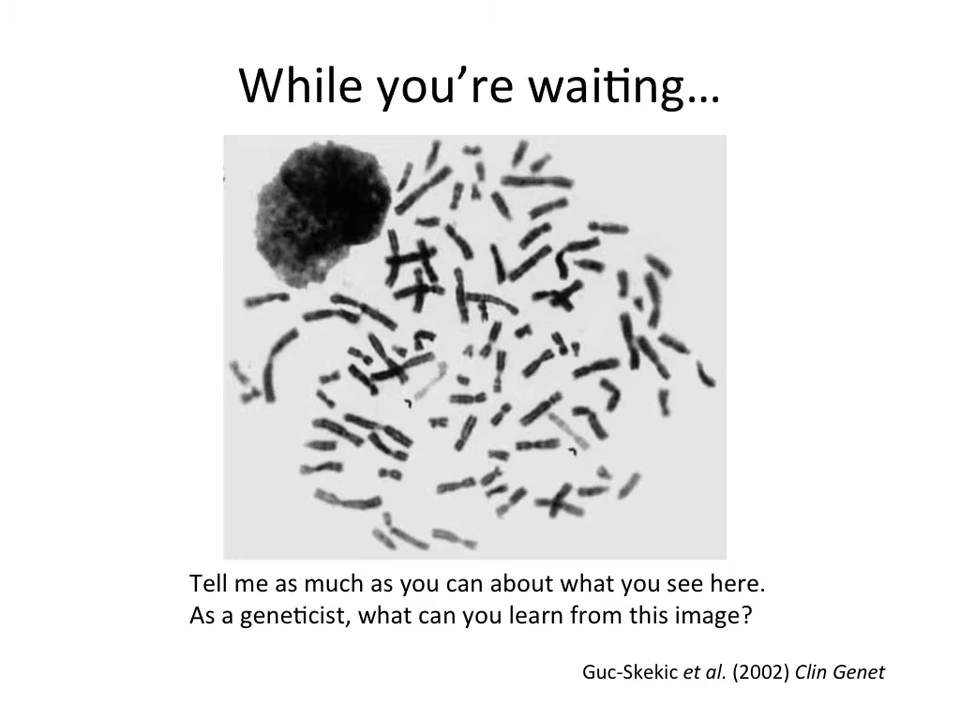 While you’re waiting…
Tell me as much as you can about what you see here.
As a geneticist, what can you learn from this image?
Guc-Skekic et al. (2002) Clin Genet